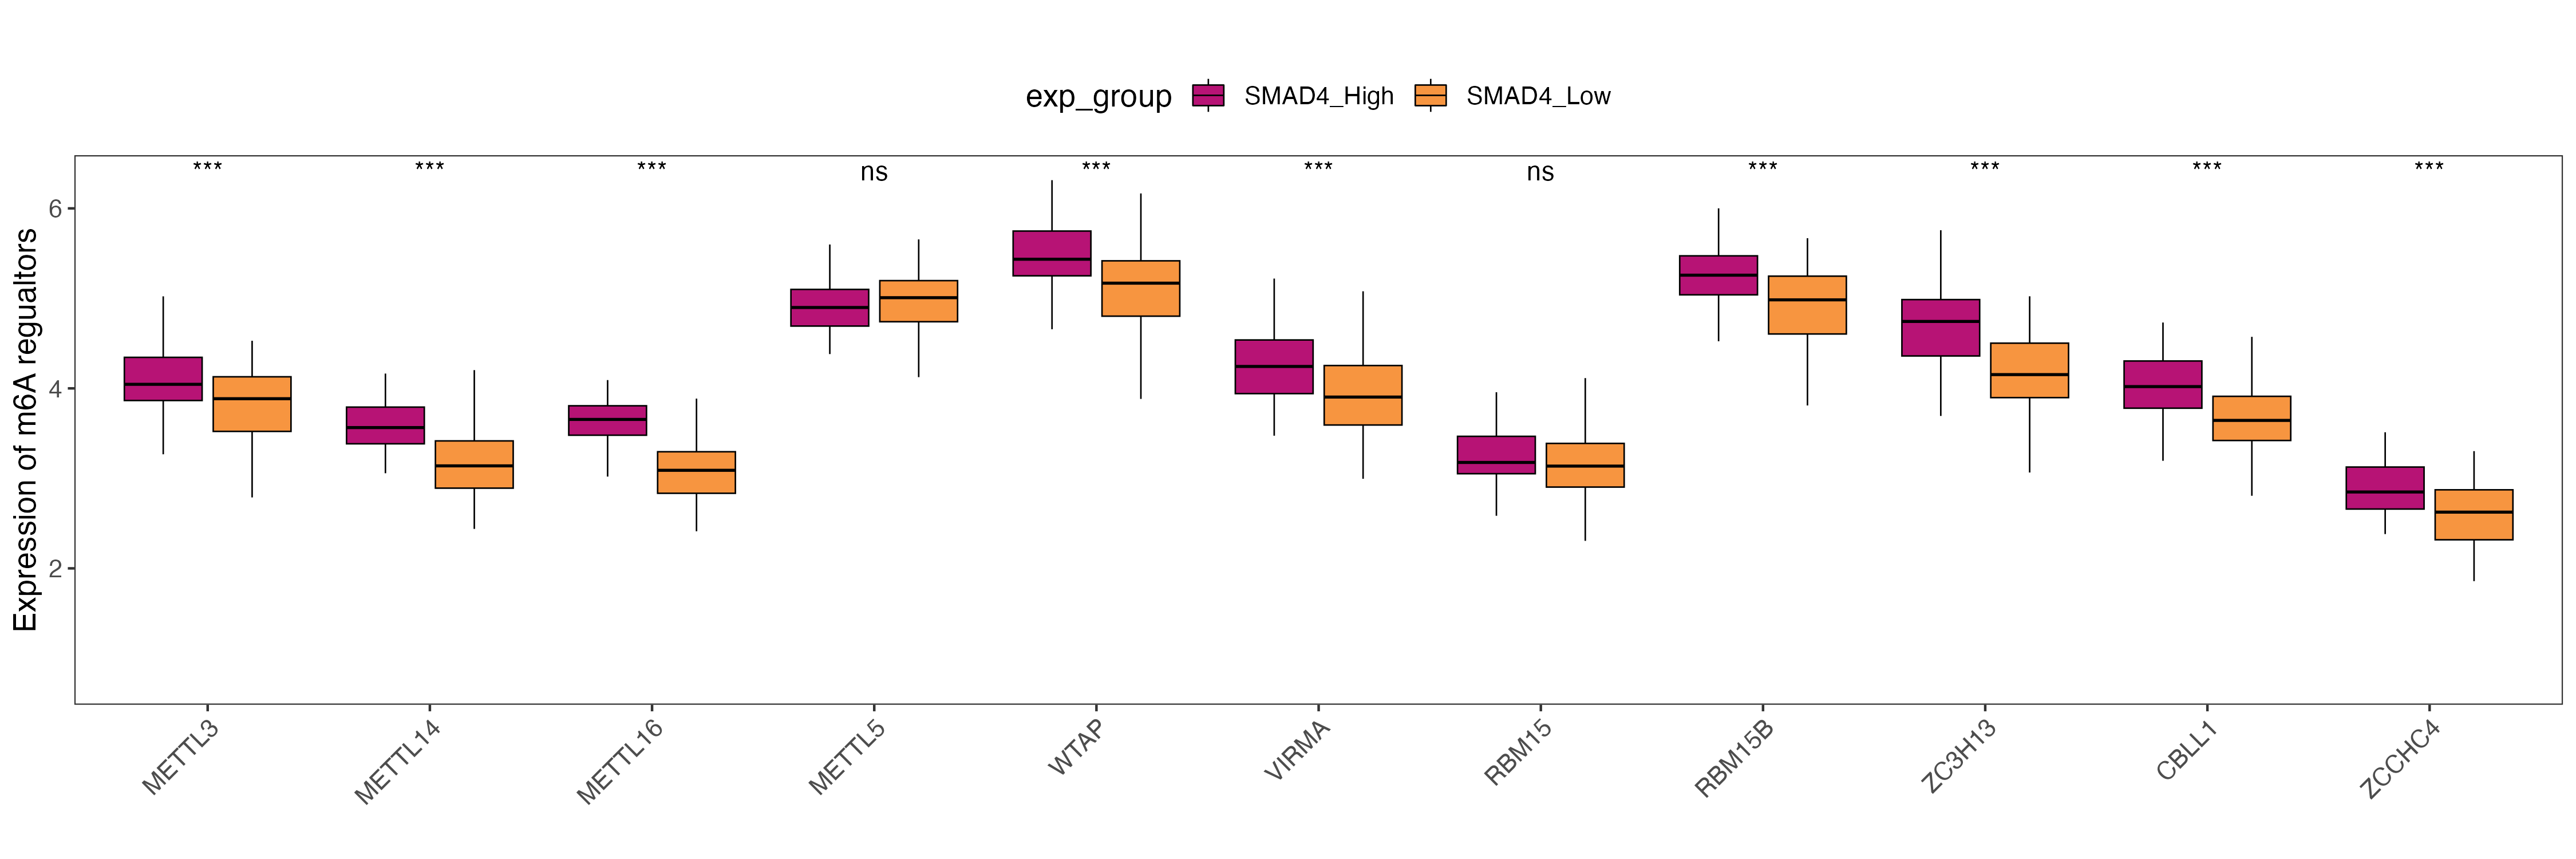 exp_group SMAD4_High SMAD4_Low
*** *** *** ns *** *** ns *** *** *** ***
Expression of m6A regualtors
6
4
2
METTL3 METTL14 METTL16 METTL5 WTAP VIRMA RBM15 RBM15B ZC3H13 CBLL1 ZCCHC4